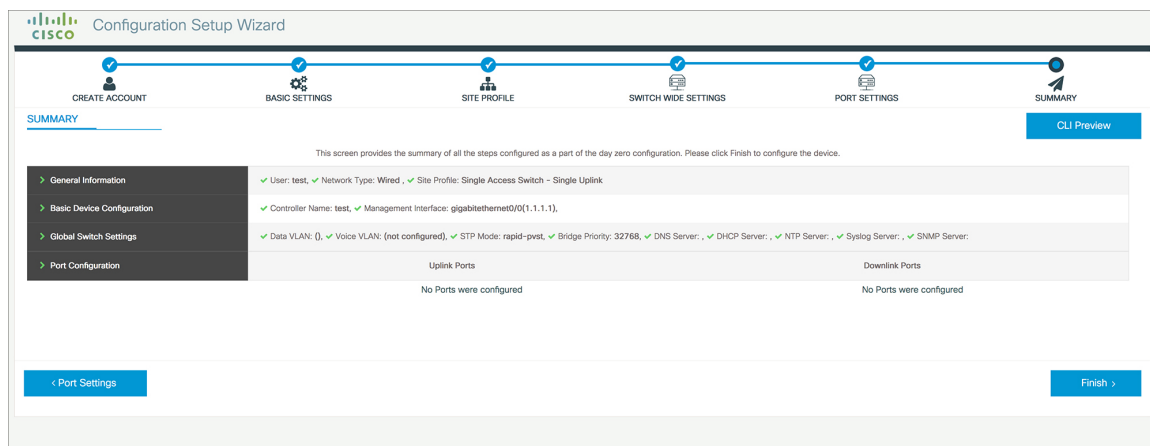 CISCO
Configuration Setup Wizard
CREATE ACCOUNT
BASIC SETTINGS
SITE PROFILE
SWITCH WIDE SETTINGS
PORT SETTINGS
SUMMARY
SUMMARY
CLI Preview
This screen provides the summary of all the steps configured as a part of the day zero configuration. Please click Finish to configure the device.
> General Information
✓ User: test, ✓ Network Type: Wired , ✓ Site Profile: Single Access Switch - Single Uplink
> Basic Device Configuration
✓ Controller Name: test, ✓ Management Interface: gigabitethernet0/0(1.1.1.1),
> Global Switch Settings
✓ Data VLAN: (), ✓ Voice VLAN: (not configured), ✓ STP Mode: rapid-pvst, ✓ Bridge Priority: 32768, ✓ DNS Server: , ✓ DHCP Server: , ✓ NTP Server: , ✓ Syslog Server: , ✓ SNMP Server:
> Port Configuration
Uplink Ports
Downlink Ports
No Ports were configured
No Ports were configured
‹ Port Settings
Finish ›